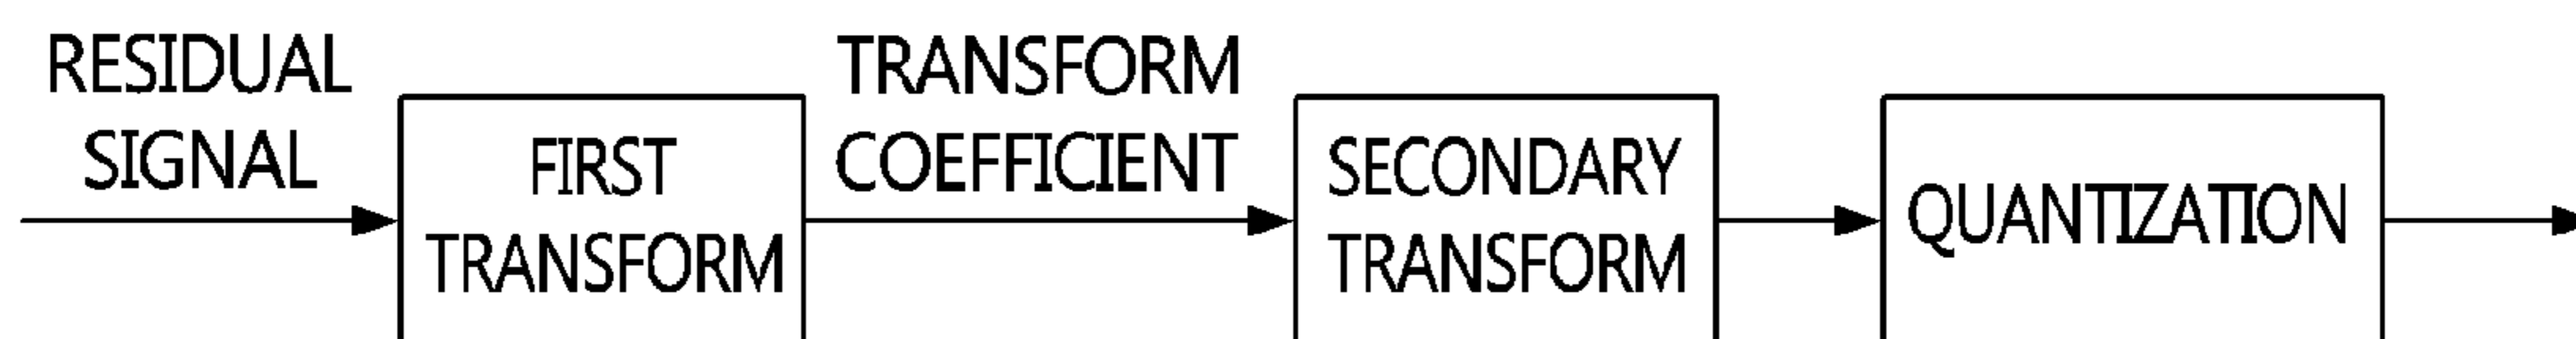 RESIDUAL
SIGNAL
FIRST
TRANSFORM
TRANSFORM
COEFFICIENT
SECONDARY
TRANSFORM
QUANTIZATION